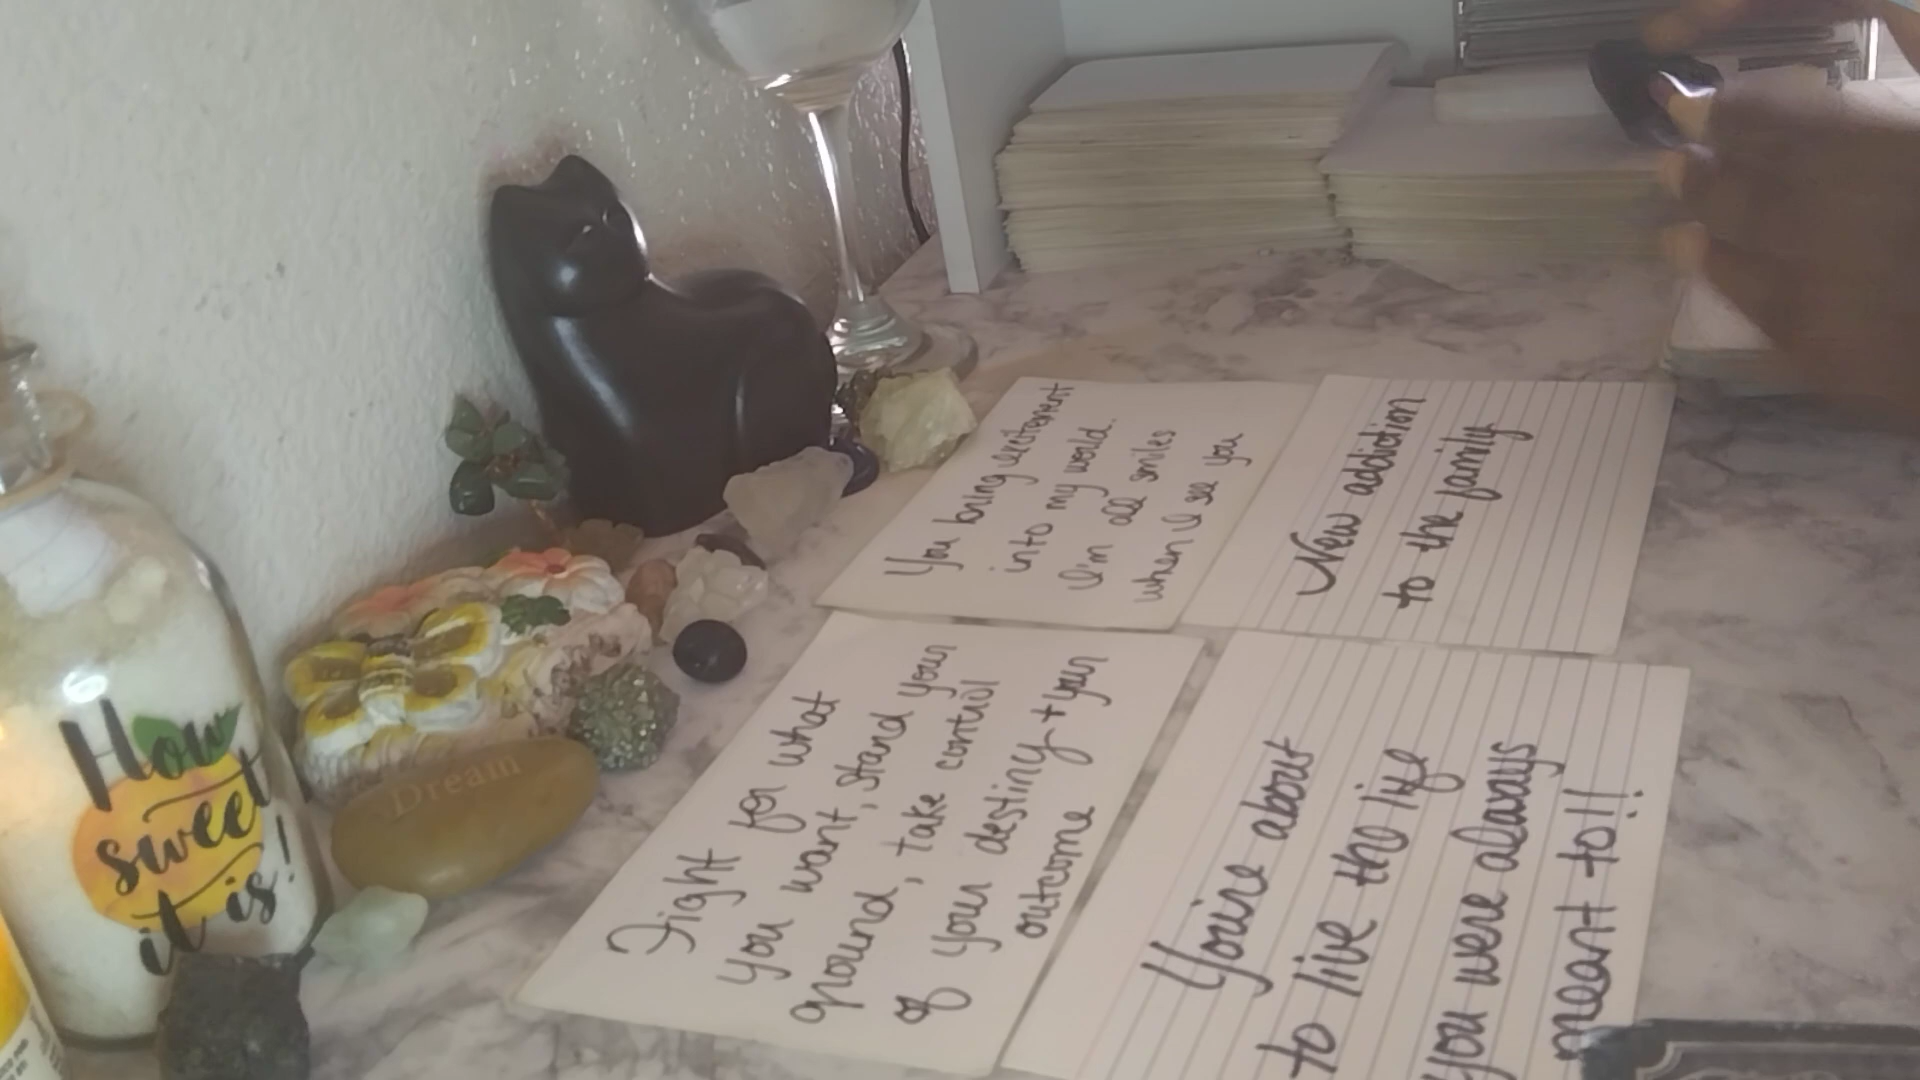 You bring excitement
into my world.
I'm all smiles
when I see you
New addiction
to the family
Fight for what
you want, stand your
ground, take control
of your destiny + your
outcome
You're about
to live the life
you were always
meant to!!
Dream
How
sweet
it is!